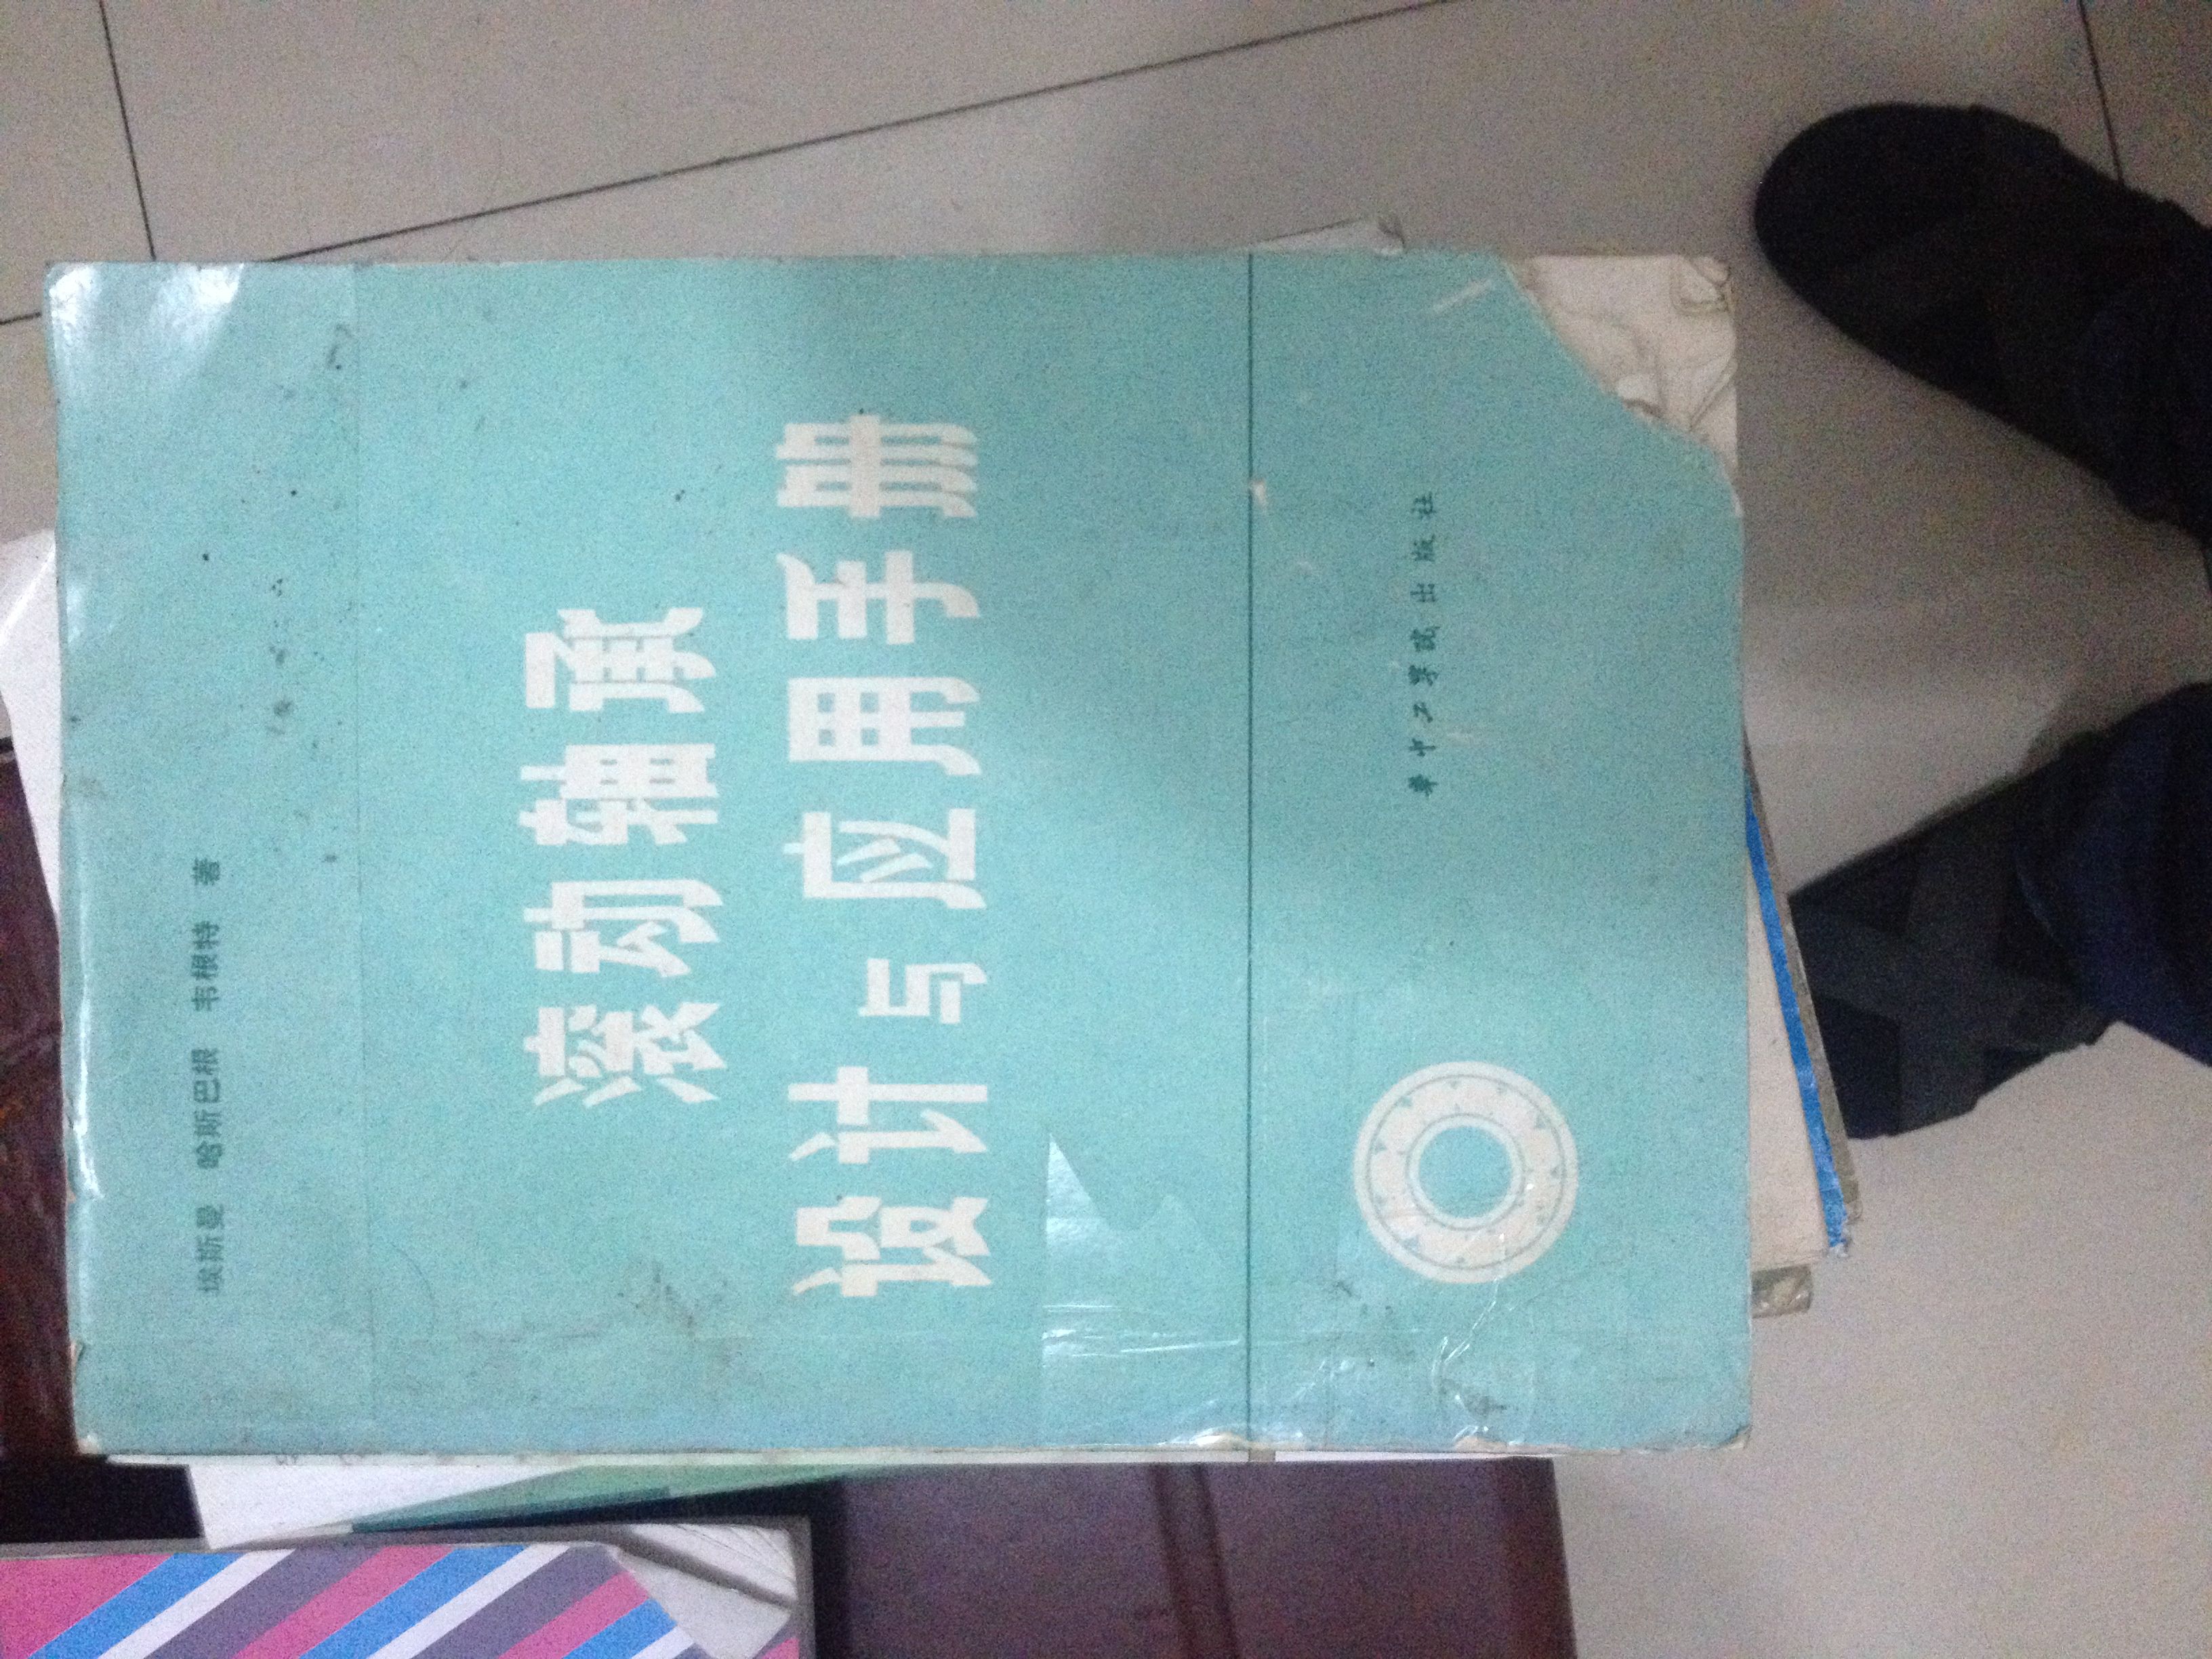 埃斯曼 哈斯巴根 韦根特 著
滚动轴承
设计与应用手册
华中工学院出版社